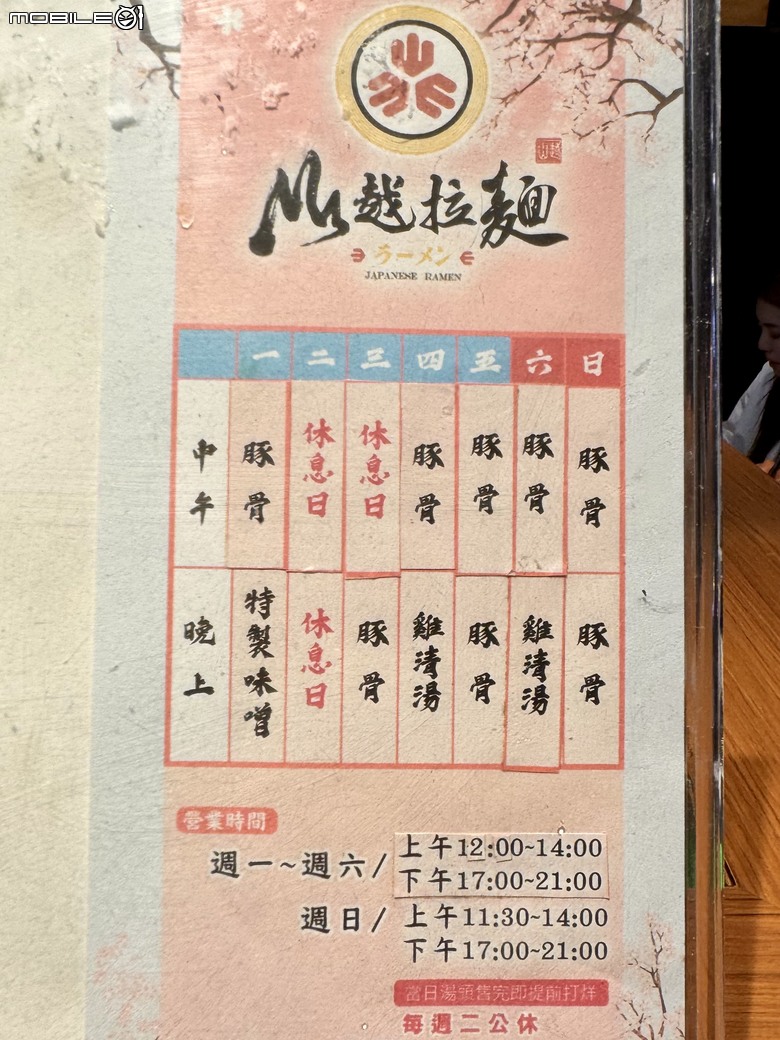 MOBILE01
Mr越拉麵
ラーメン
JAPANESE RAMEN
一 二 三 四 五 六 日
中午 豚骨 休息日 休息日 豚骨 豚骨 豚骨 豚骨
晚上 特製味噌 休息日 豚骨 雞清湯 豚骨 雞清湯 豚骨
營業時間
週一~週六/上午12:00~14:00
下午17:00~21:00
週日/上午11:30~14:00
下午17:00~21:00
當日湯頭售完即提前打烊
每週二公休